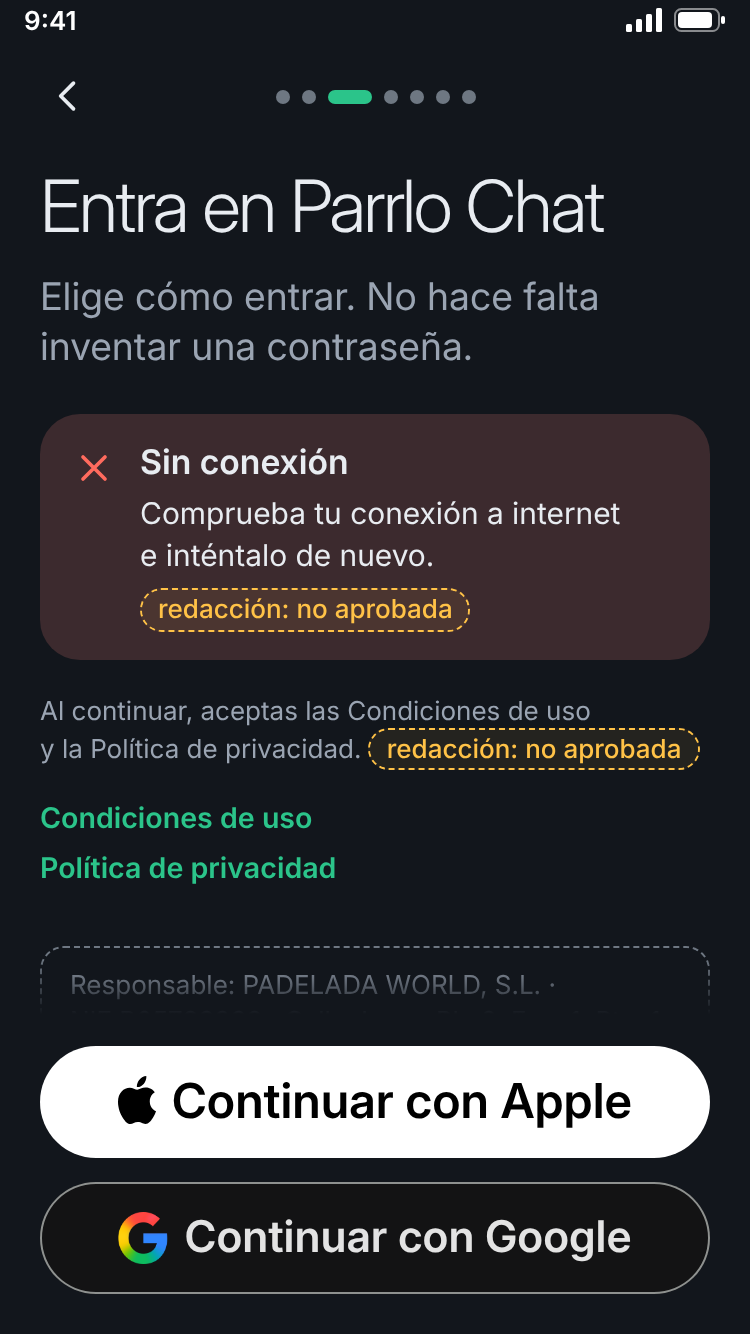 9:41
Entra en Parrlo Chat
Elige cómo entrar. No hace falta
inventar una contraseña.
Sin conexión
Comprueba tu conexión a internet
e inténtalo de nuevo.
redacción: no aprobada
Al continuar, aceptas las Condiciones de uso
y la Política de privacidad. redacción: no aprobada
Condiciones de uso
Política de privacidad
Responsable: PADELADA WORLD, S.L. ·
Continuar con Apple
Continuar con Google